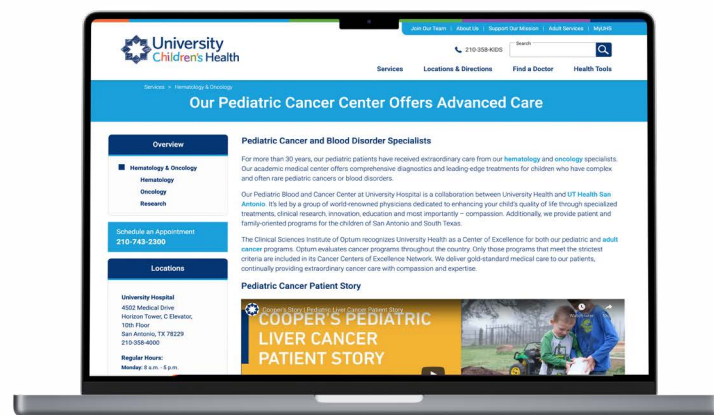 Join Our Team | About Us | Support Our Mission | Adult Services | MyUHS
University
Children's Health
210-358-KIDS
Search
Services Locations & Directions Find a Doctor Health Tools
Services > Hematology & Oncology
Our Pediatric Cancer Center Offers Advanced Care
Overview
Hematology & Oncology
Hematology
Oncology
Research
Schedule an Appointment
210-743-2300
Locations
University Hospital
4502 Medical Drive
Horizon Tower, C Elevator,
10th Floor
San Antonio, TX 78229
210-358-4000
Regular Hours:
Monday: 8 a.m. - 5 p.m.
Pediatric Cancer and Blood Disorder Specialists
For more than 30 years, our pediatric patients have received extraordinary care from our hematology and oncology specialists.
Our academic medical center offers comprehensive diagnostics and leading-edge treatments for children who have complex
and often rare pediatric cancers or blood disorders.
Our Pediatric Blood and Cancer Center at University Hospital is a collaboration between University Health and UT Health San
Antonio. It's led by a group of world-renowned physicians dedicated to enhancing your child's quality of life through specialized
treatments, clinical research, innovation, education and most importantly – compassion. Additionally, we provide patient and
family-oriented programs for the children of San Antonio and South Texas.
The Clinical Sciences Institute of Optum recognizes University Health as a Center of Excellence for both our pediatric and adult
cancer programs. Optum evaluates cancer programs throughout the country. Only those programs that meet the strictest
criteria are included in its Cancer Centers of Excellence Network. We deliver gold-standard medical care to our patients,
continually providing extraordinary cancer care with compassion and expertise.
Pediatric Cancer Patient Story
Cooper's Story | Pediatric Liver Cancer Patient Story
COOPER'S PEDIATRIC
LIVER CANCER
PATIENT STORY